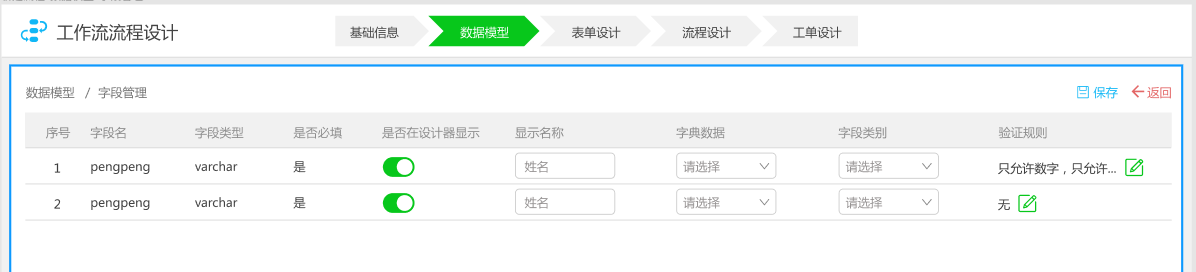 工作流流程设计 基础信息 数据模型 表单设计 流程设计 工单设计
数据模型 / 字段管理 保存 返回
序号 字段名 字段类型 是否必填 是否在设计器显示 显示名称 字典数据 字段类别 验证规则
1 pengpeng varchar 是 姓名 请选择 请选择 只允许数字，只允许...
2 pengpeng varchar 是 姓名 请选择 请选择 无